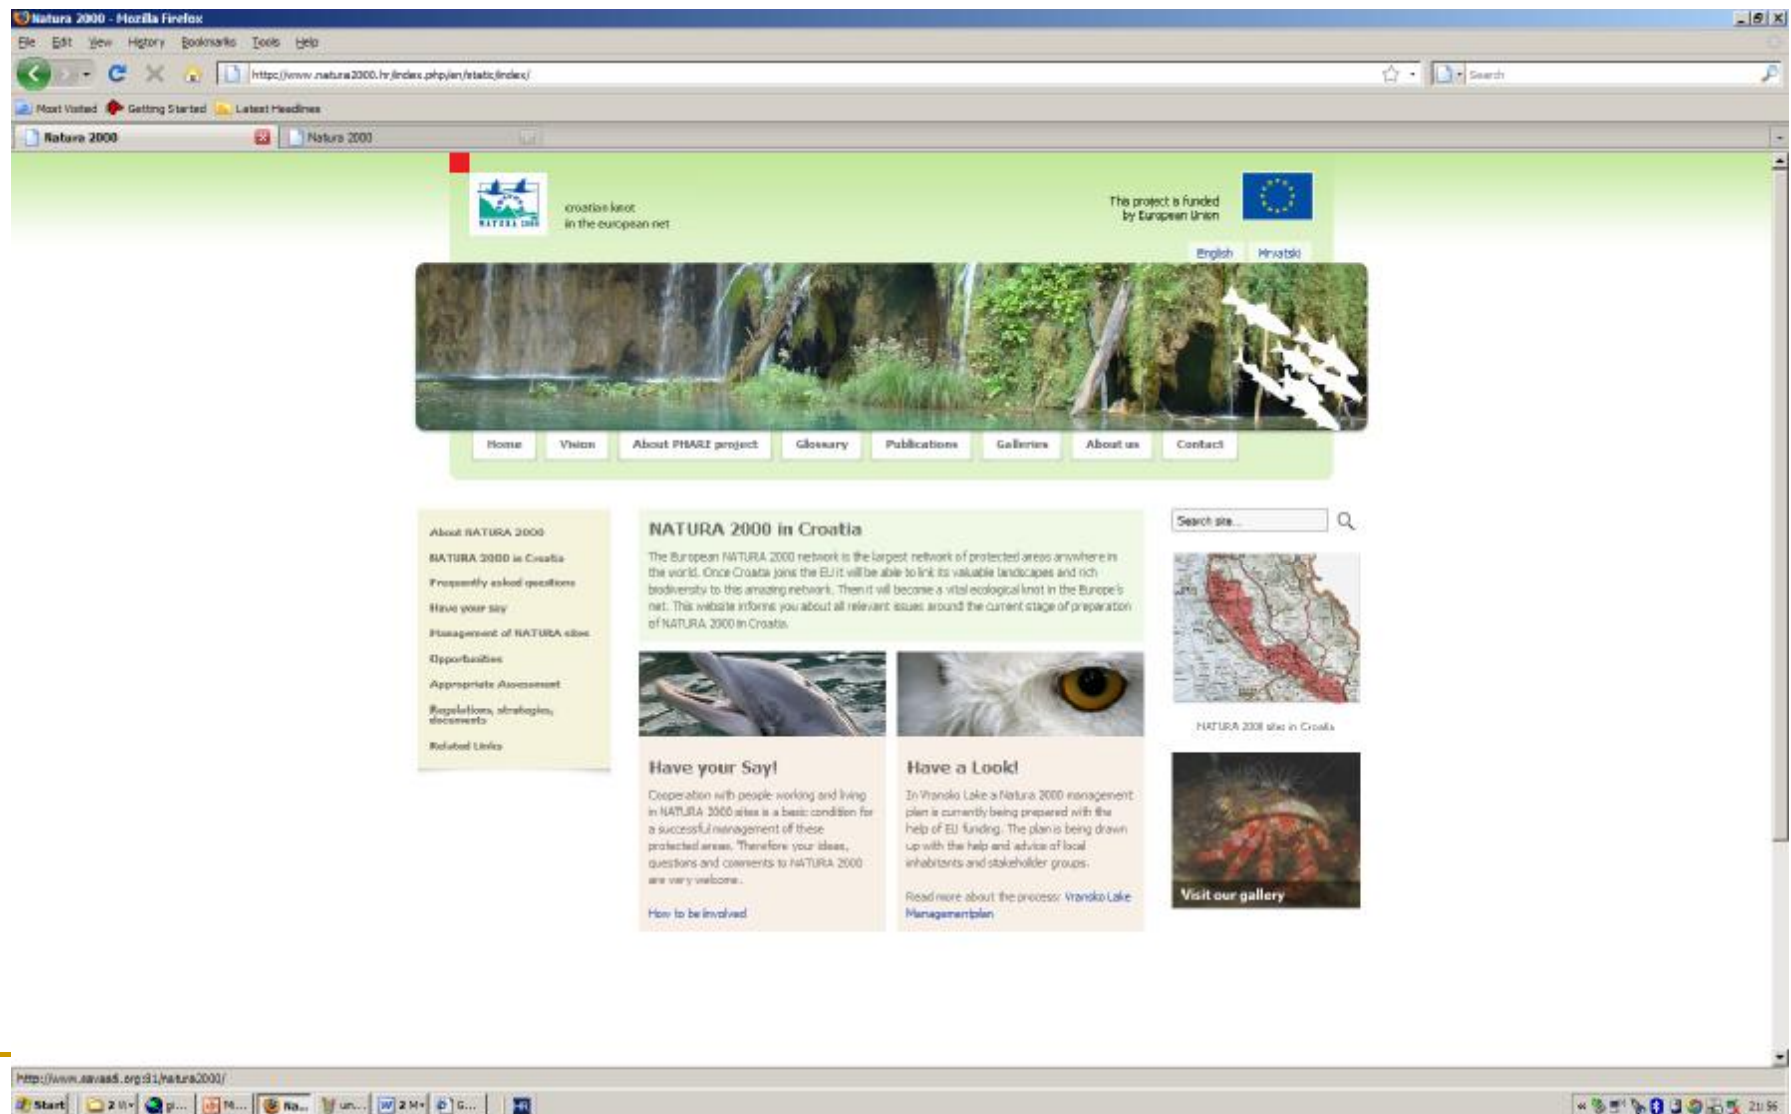 Natura 2000 - Mozilla Firefox
File Edit View History Bookmarks Tools Help
http://www.natura2000.hr/index.php/en/static/index/
Search
Most Visited Getting Started Latest Headlines
Natura 2000
Natura 2000
NATURA 2000
croatian knot
in the european net
This project is funded
by European Union
English Hrvatski
Home Vision About PHARE project Glossary Publications Galleries About us Contact
About NATURA 2000
NATURA 2000 in Croatia
Frequently asked questions
Have your say
Management of NATURA sites
Opportunities
Appropriate Assessment
Regulations, strategies,
documents
Related Links
NATURA 2000 in Croatia
The European NATURA 2000 network is the largest network of protected areas anywhere in
the world. Once Croatia joins the EU it will be able to link its valuable landscapes and rich
biodiversity to this amazing network. Then it will become a vital ecological knot in the Europe's
net. This website informs you about all relevant issues around the current stage of preparation
of NATURA 2000 in Croatia.
Have your Say!
Cooperation with people working and living
in NATURA 2000 sites is a basic condition for
a successful management of these
protected areas. Therefore your ideas,
questions and comments to NATURA 2000
are very welcome.
How to be involved
Have a Look!
In Vransko Lake a Natura 2000 management
plan is currently being prepared with the
help of EU funding. The plan is being drawn
up with the help and advice of local
inhabitants and stakeholder groups.
Read more about the process: Vransko Lake
Managementplan
Search site...
NATURA 2000 sites in Croatia
Visit our gallery
Start
HR
21:56